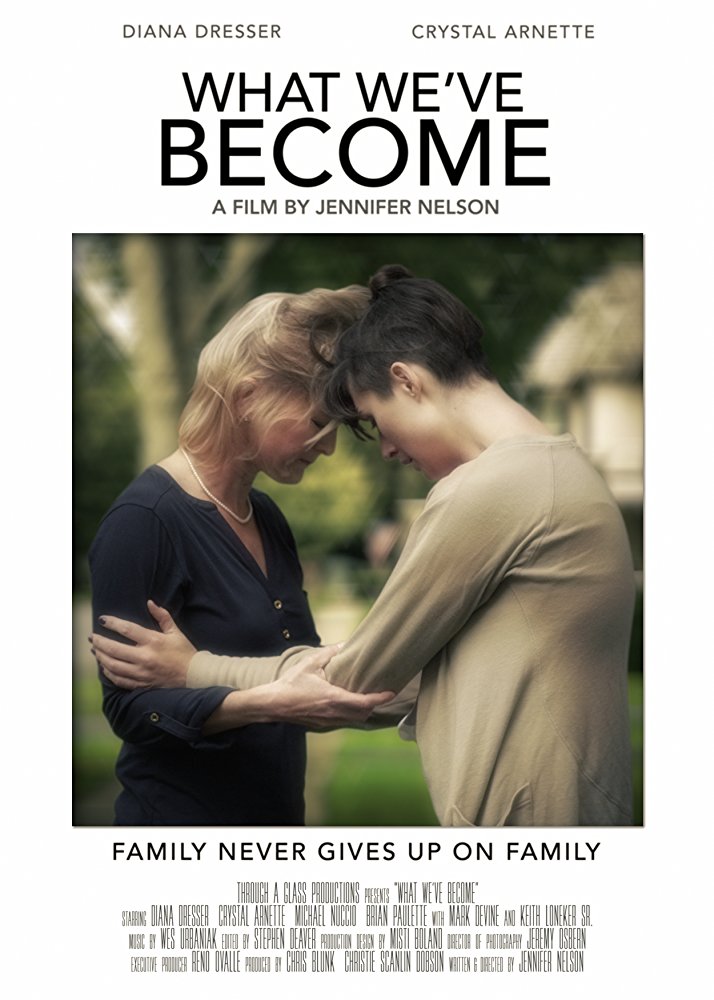 DIANA DRESSER CRYSTAL ARNETTE
WHAT WE'VE
BECOME
A FILM BY JENNIFER NELSON
FAMILY NEVER GIVES UP ON FAMILY
THROUGH A GLASS PRODUCTIONS PRESENTS "WHAT WE'VE BECOME"
STARRING DIANA DRESSER CRYSTAL ARNETTE MICHAEL NUCCIO BRIAN PAULETTE WITH MARK DEVINE AND KEITH LONEKER SR.
MUSIC BY WES URBANIAK EDITED BY STEPHEN DEAVER PRODUCTION DESIGN BY MISTI BOLAND DIRECTOR OF PHOTOGRAPHY JEREMY OSBERN
EXECUTIVE PRODUCER RENO OVALLE PRODUCED BY CHRIS BLUNK CHRISTIE SCANLIN DOBSON WRITTEN & DIRECTED BY JENNIFER NELSON